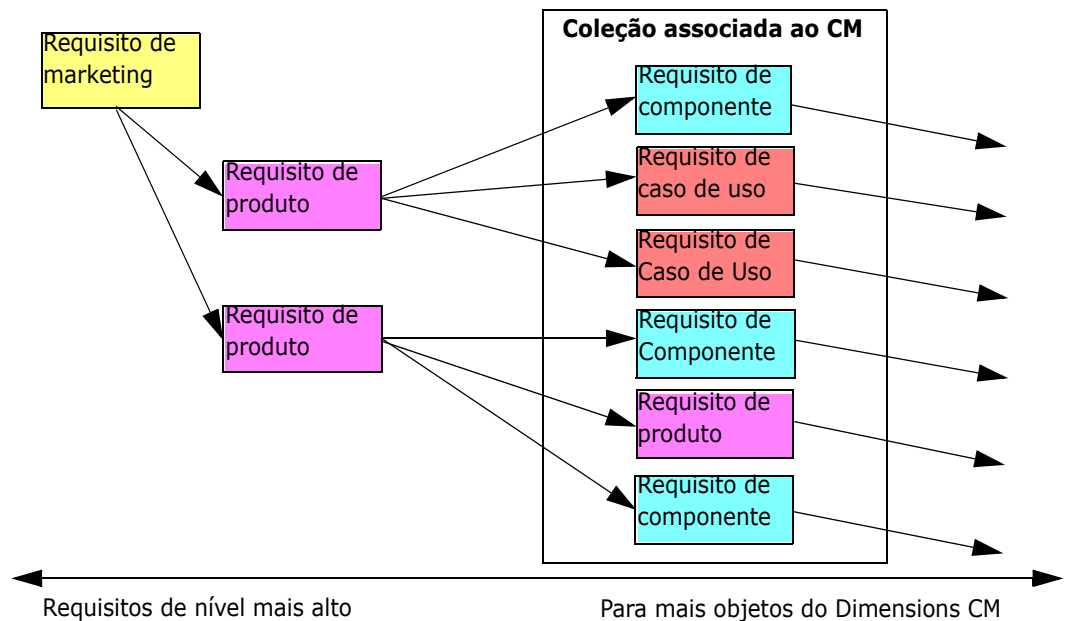 Coleção associada ao CM
Requisito de
marketing
Requisito de
componente
Requisito de
produto
Requisito de
caso de uso
Requisito de
Caso de Uso
Requisito de
produto
Requisito de
Componente
Requisito de
produto
Requisito de
componente
Requisitos de nível mais alto
Para mais objetos do Dimensions CM